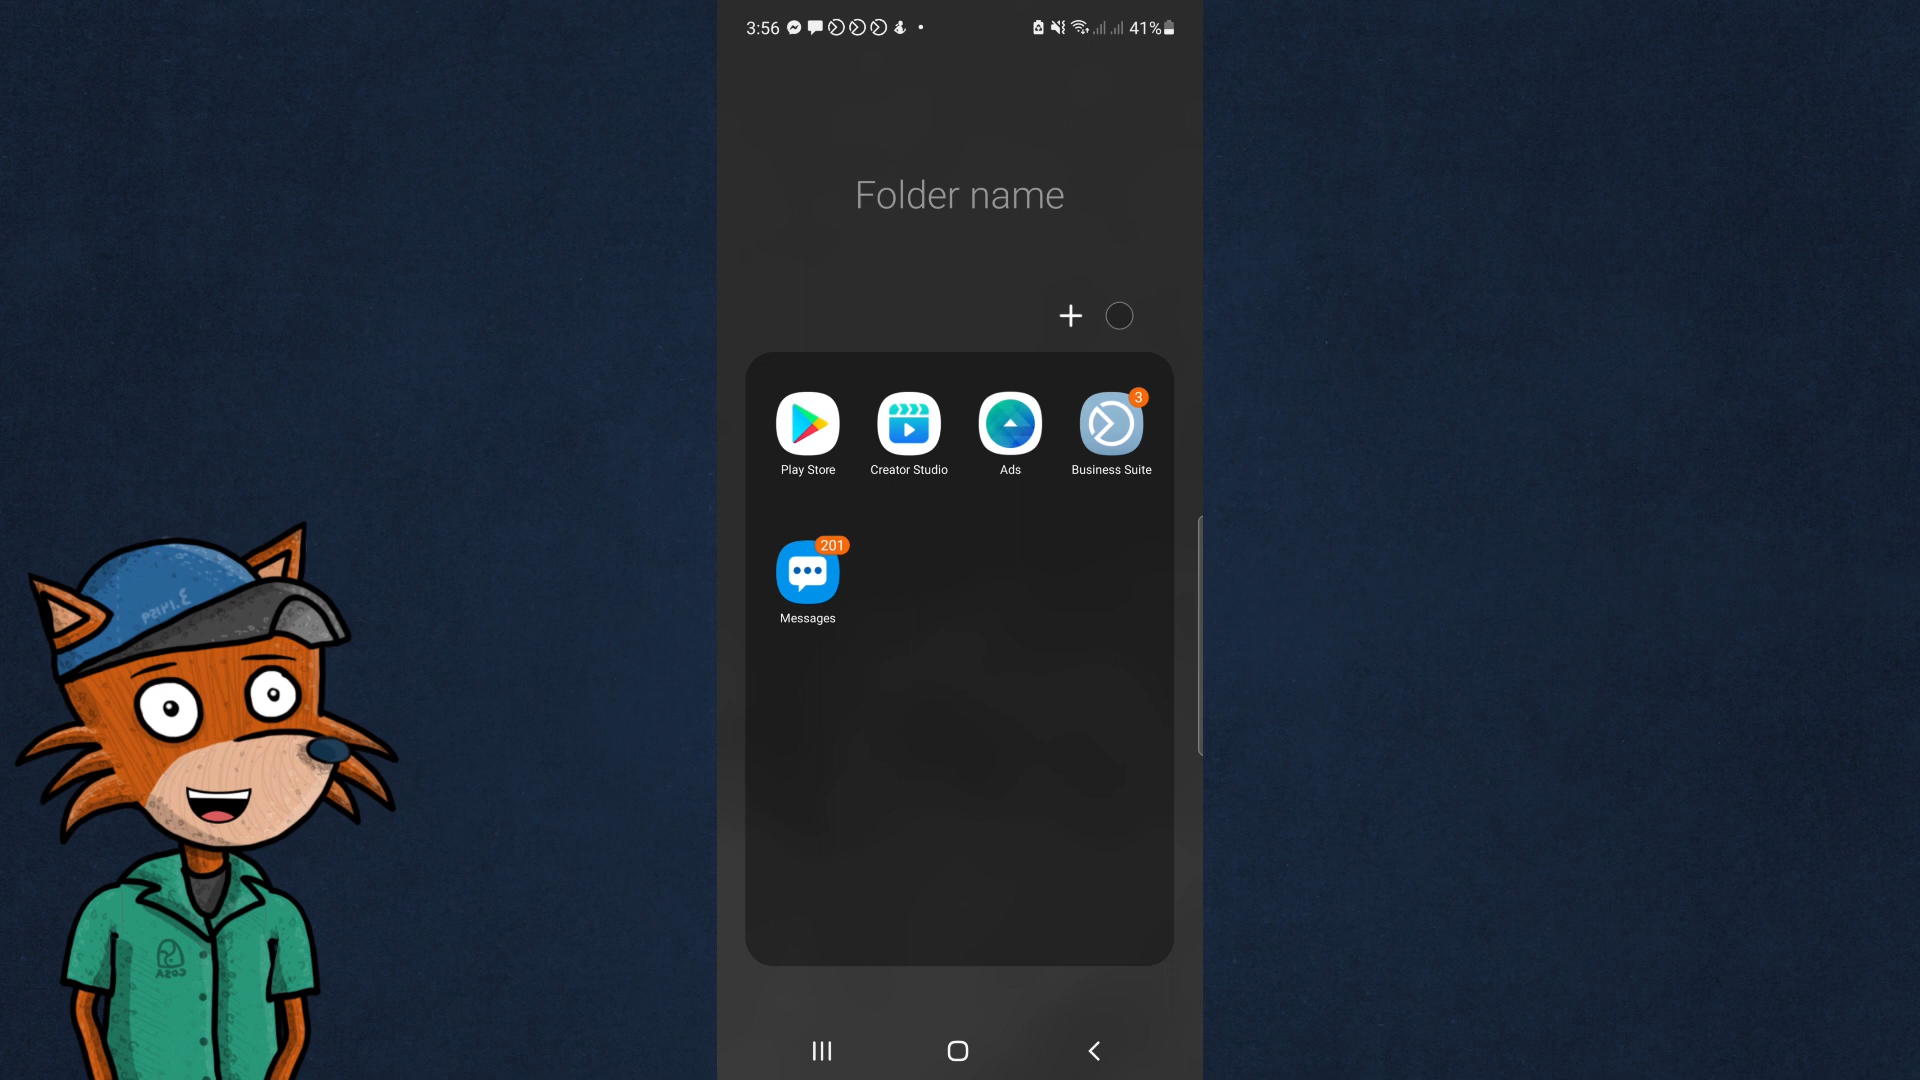 3:56
41%
Folder name
3
Play Store
Creator Studio
Ads
Business Suite
201
Messages